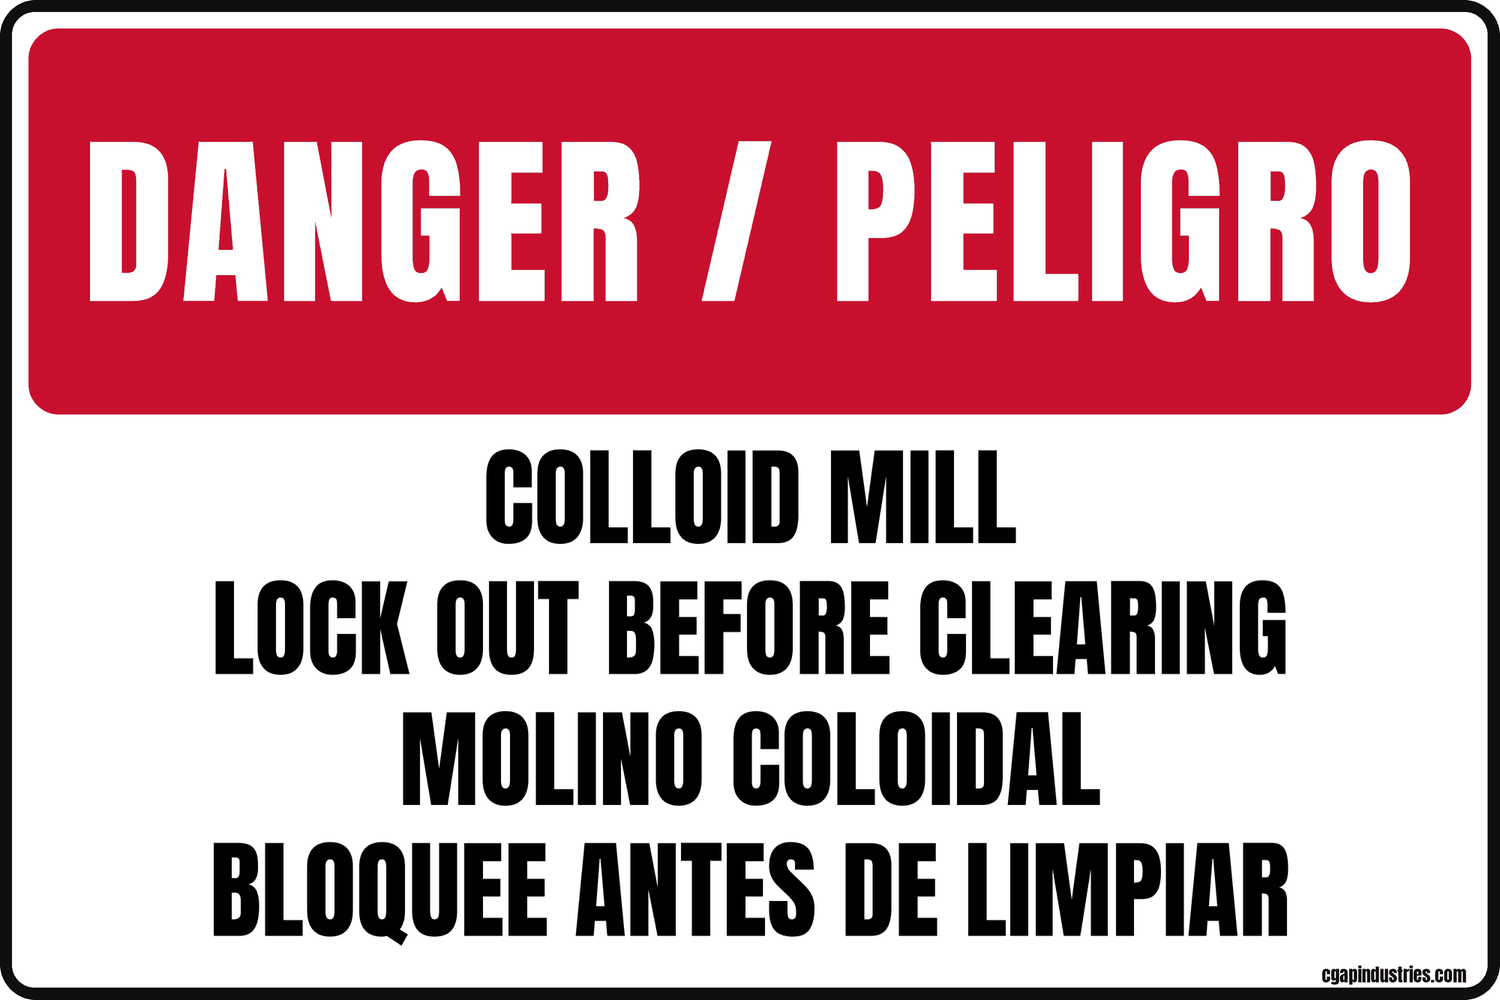 DANGER / PELIGRO
COLLOID MILL
LOCK OUT BEFORE CLEARING
MOLINO COLOIDAL
BLOQUEE ANTES DE LIMPIAR
cgapindustries.com